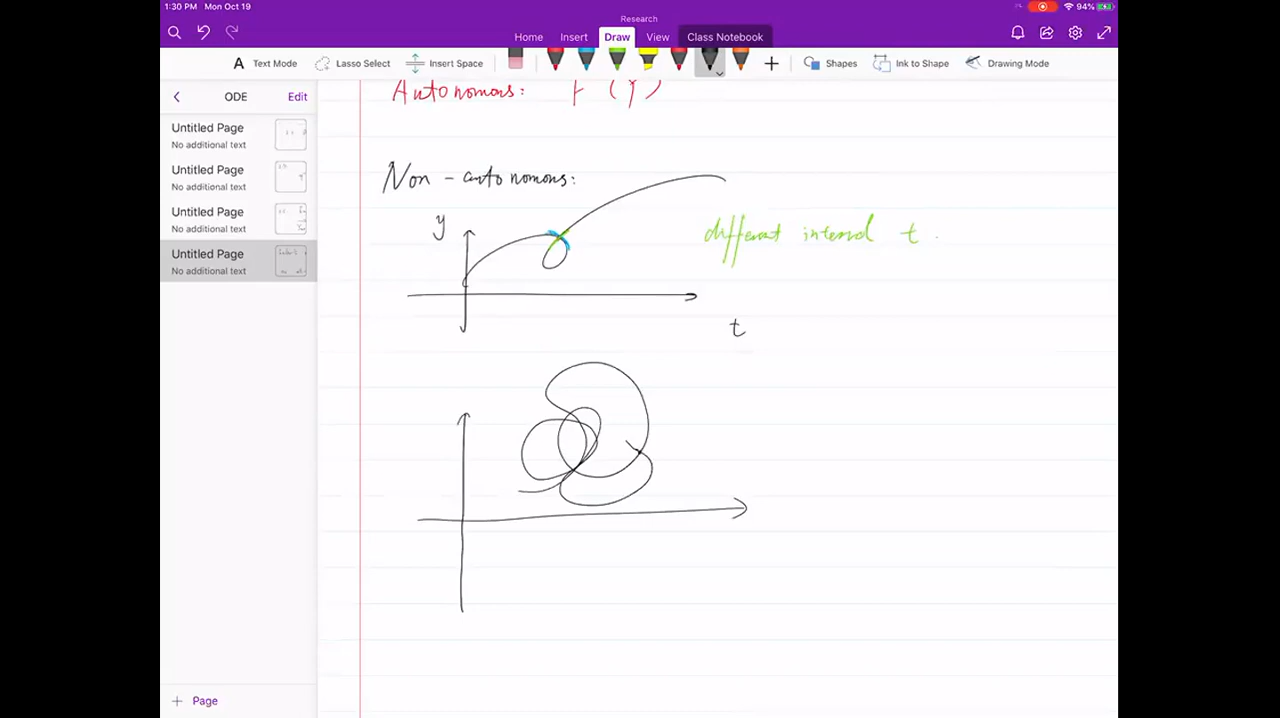 1:30 PM Mon Oct 19
94%
Research
Home Insert Draw View Class Notebook
A Text Mode Lasso Select Insert Space Shapes Ink to Shape Drawing Mode
ODE Edit
Untitled Page
No additional text
Untitled Page
No additional text
Untitled Page
No additional text
Untitled Page
No additional text
+ Page
Autonomous: f(y)
Non-autonomous:
y
different t.
t